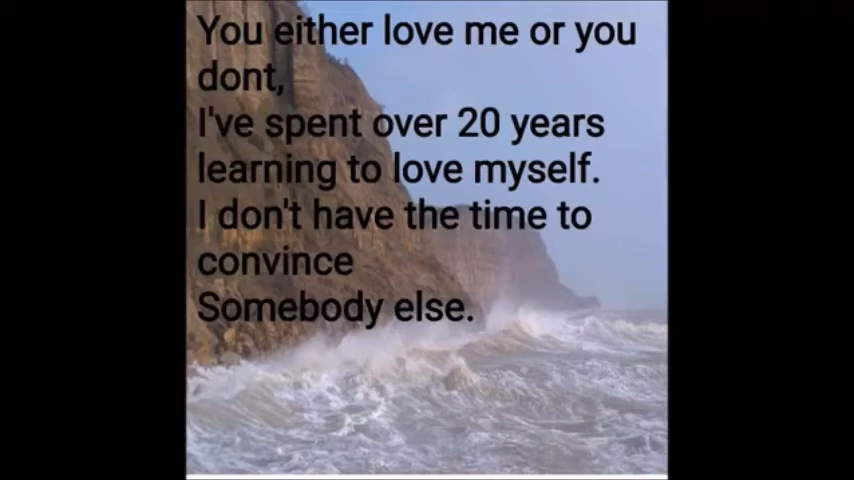 You either love me or you
dont,
I've spent over 20 years
learning to love myself.
I don't have the time to
convince
Somebody else.